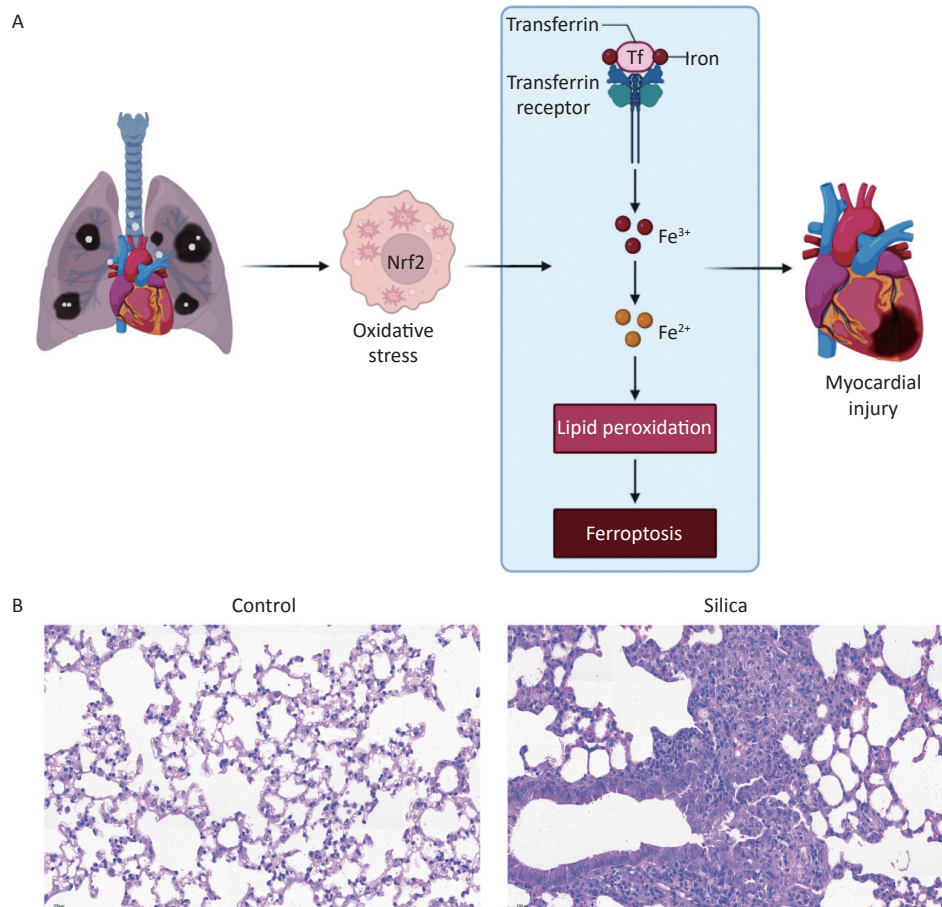 A
Transferrin
Tf
Iron
Transferrin
receptor
Fe³⁺
Nrf2
Fe²⁺
Oxidative
stress
Myocardial
injury
Lipid peroxidation
Ferroptosis
B
Control
Silica